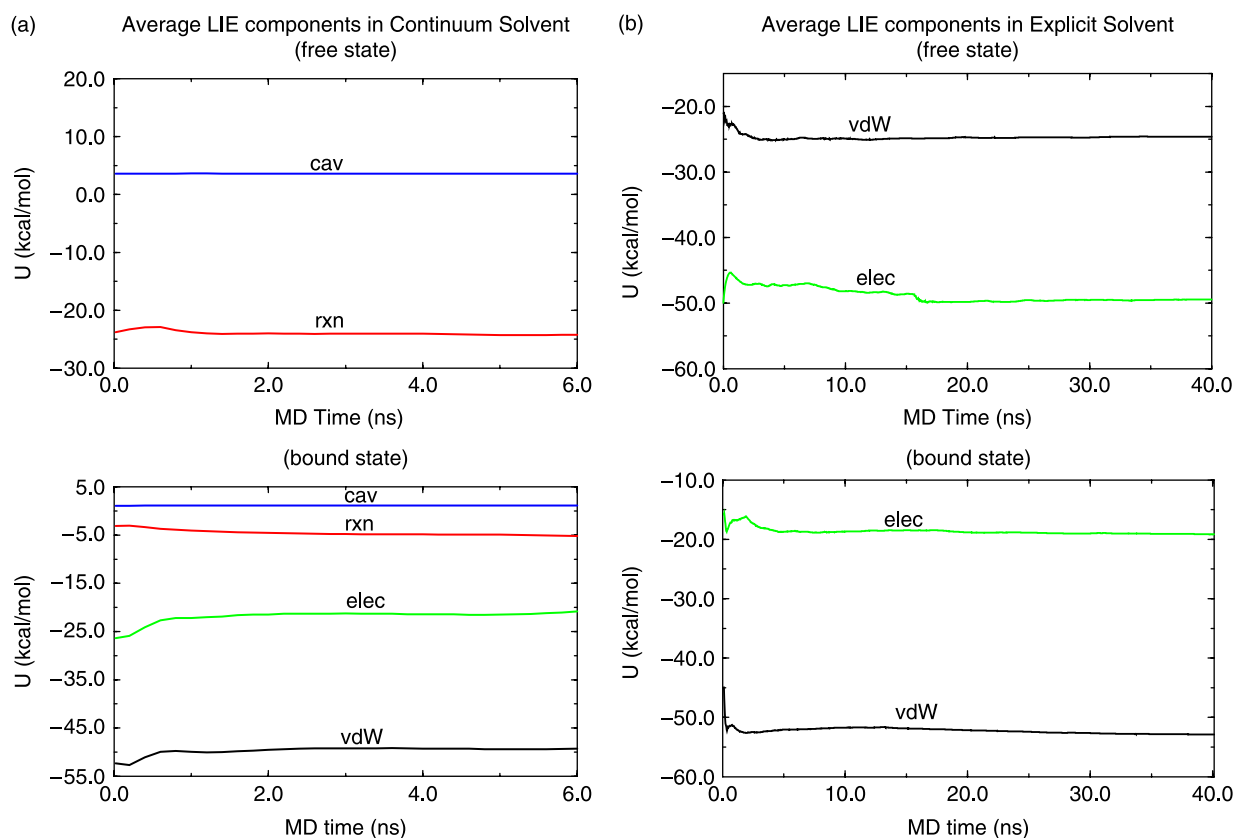 (a)
Average LIE components in Continuum Solvent
(free state)
20.0
10.0
0.0
−10.0
−20.0
−30.0
U (kcal/mol)
cav
rxn
0.0
2.0
4.0
6.0
MD Time (ns)
(b)
Average LIE components in Explicit Solvent
(free state)
−20.0
−30.0
−40.0
−50.0
−60.0
U (kcal/mol)
vdW
elec
0.0
10.0
20.0
30.0
40.0
MD Time (ns)
(bound state)
5.0
−5.0
−15.0
−25.0
−35.0
−45.0
−55.0
U (kcal/mol)
cav
rxn
elec
vdW
0.0
2.0
4.0
6.0
MD time (ns)
(bound state)
−10.0
−20.0
−30.0
−40.0
−50.0
−60.0
U (kcal/mol)
elec
vdW
0.0
10.0
20.0
30.0
40.0
MD time (ns)